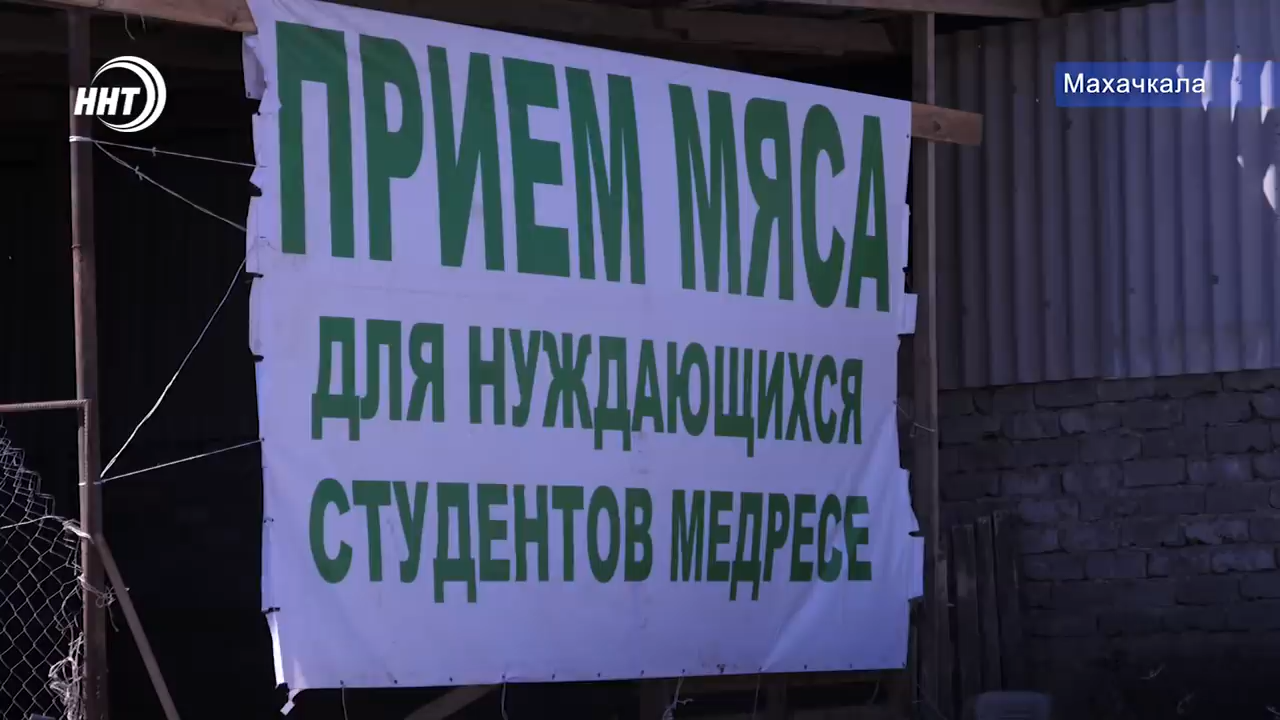 ННТ
Махачкала
ПРИЕМ МЯСА
ДЛЯ НУЖДАЮЩИХСЯ
СТУДЕНТОВ МЕДРЕСЕ